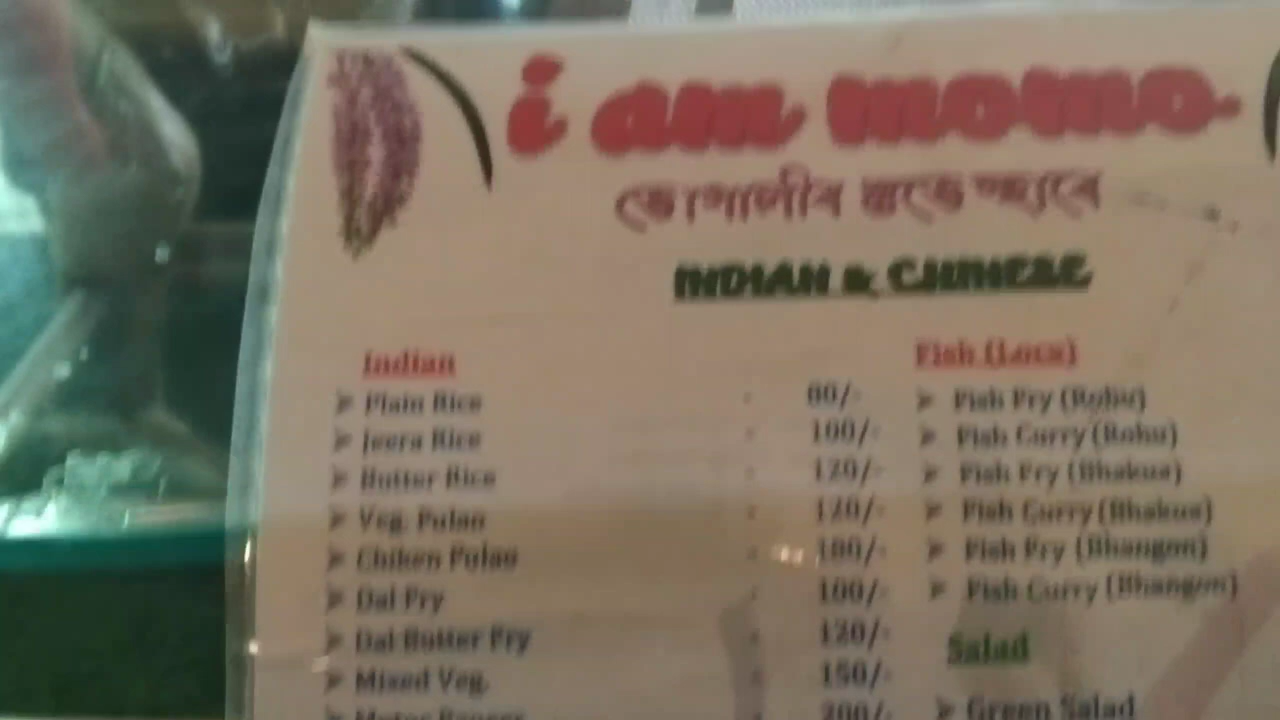 i am momo
ভোগালীৰ
INDIAN & CHINESE
Indian
➢ Plain Rice - 80/-
➢ Jeera Rice - 100/-
➢ Butter Rice - 120/-
➢ Veg. Pulao - 120/-
➢ Chiken Pulao - 180/-
➢ Dal Fry - 100/-
➢ Dal Butter Fry - 120/-
➢ Mixed Veg. - 150/-
➢ Paneer - 200/-
Fish (Loca)
➢ Fish Fry (Rohu)
➢ Fish Curry (Rohu)
➢ Fish Fry (Bhakua)
➢ Fish Curry (Bhakua)
➢ Fish Fry (Bhangon)
➢ Fish Curry (Bhangon)
Salad
➢ Green Salad